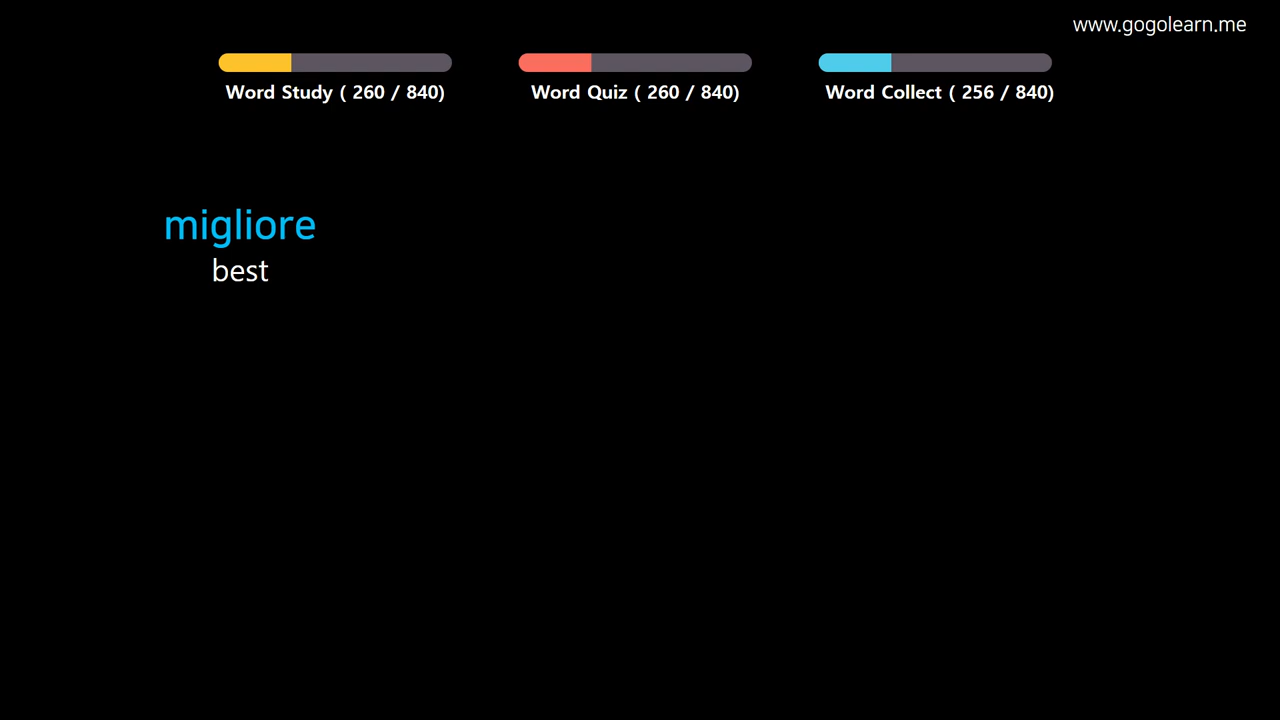 www.gogolearn.me
Word Study ( 260 / 840)
Word Quiz ( 260 / 840)
Word Collect ( 256 / 840)
migliore
best